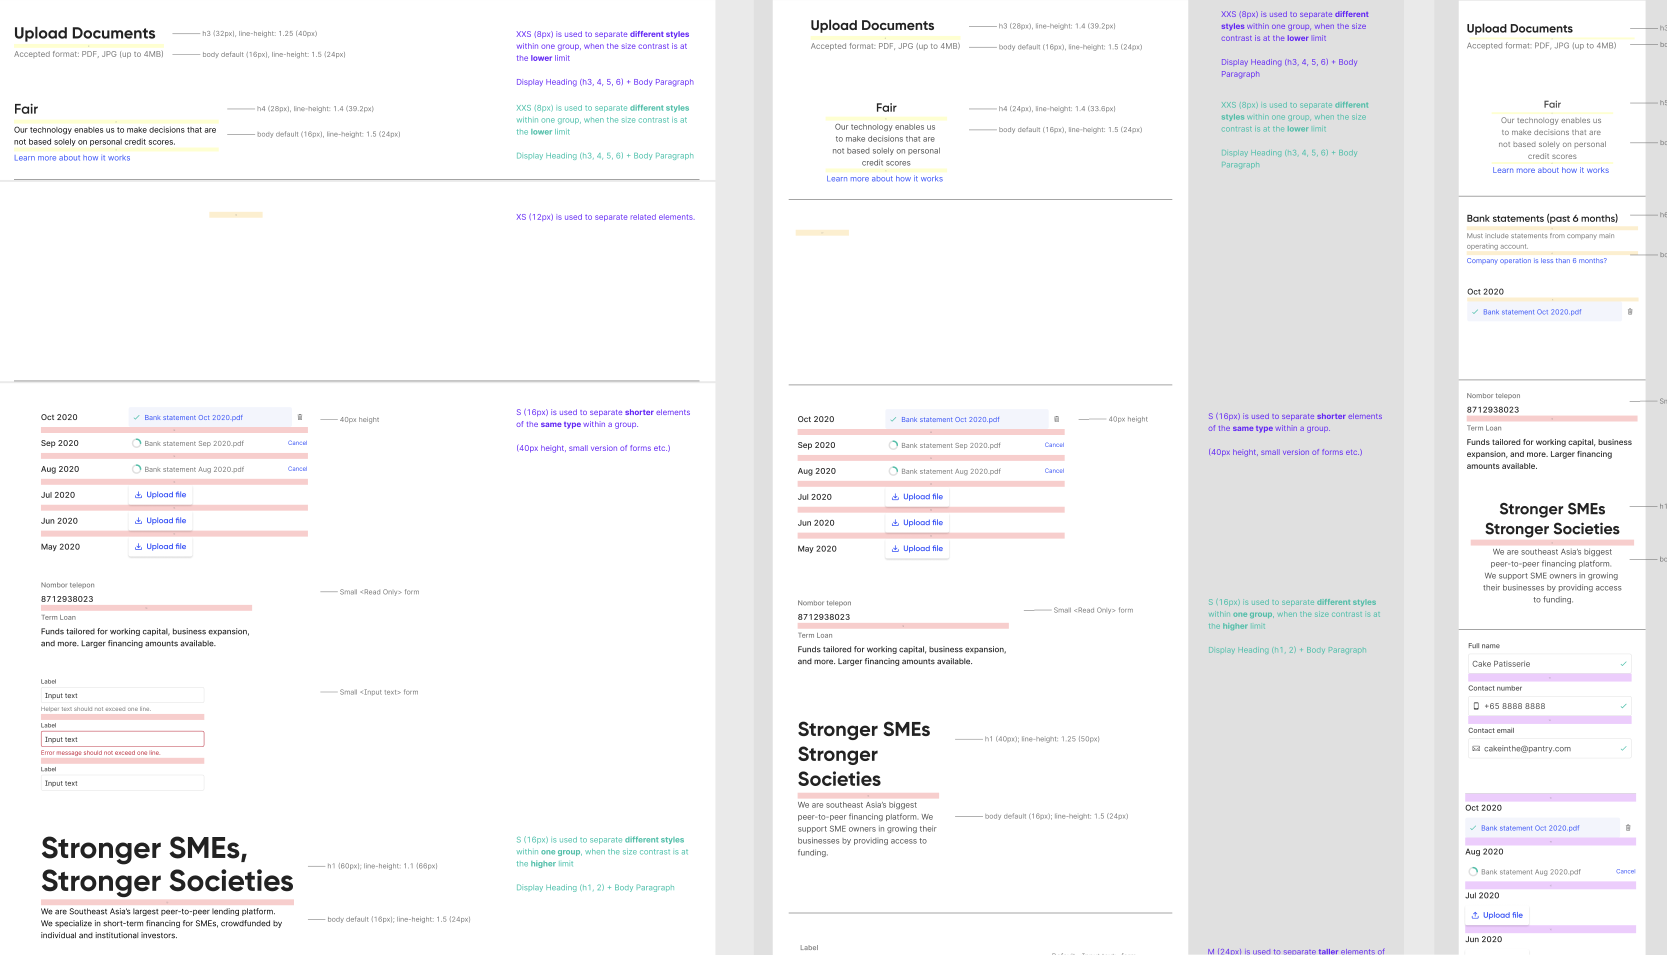 Upload Documents
h3 (32px), line-height: 1.25 (40px)
Accepted format: PDF, JPG (up to 4MB)
body default (16px), line-height: 1.5 (24px)
XXS (8px) is used to separate different styles
within one group, when the size contrast is at
the lower limit
Display Heading (h3, 4, 5, 6) + Body Paragraph
Fair
h4 (28px), line-height: 1.4 (39.2px)
Our technology enables us to make decisions that are
not based solely on personal credit scores.
body default (16px), line-height: 1.5 (24px)
Learn more about how it works
XXS (8px) is used to separate different styles
within one group, when the size contrast is at
the lower limit
Display Heading (h3, 4, 5, 6) + Body Paragraph
XS (12px) is used to separate related elements.
Oct 2020
Bank statement Oct 2020.pdf
40px height
Sep 2020
Bank statement Sep 2020.pdf
Cancel
Aug 2020
Bank statement Aug 2020.pdf
Cancel
Jul 2020
Upload file
Jun 2020
Upload file
May 2020
Upload file
S (16px) is used to separate shorter elements
of the same type within a group.
(40px height, small version of forms etc.)
Nombor telepon
8712938023
Small <Read Only> form
Term Loan
Funds tailored for working capital, business expansion,
and more. Larger financing amounts available.
Label
Input text
Small <Input text> form
Helper text should not exceed one line.
Label
Input text
Error message should not exceed one line.
Label
Input text
Stronger SMEs,
Stronger Societies
h1 (60px); line-height: 1.1 (66px)
We are Southeast Asia's largest peer-to-peer lending platform.
We specialize in short-term financing for SMEs, crowdfunded by
individual and institutional investors.
body default (16px); line-height: 1.5 (24px)
S (16px) is used to separate different styles
within one group, when the size contrast is at
the higher limit
Display Heading (h1, 2) + Body Paragraph
Upload Documents
h3 (28px), line-height: 1.4 (39.2px)
Accepted format: PDF, JPG (up to 4MB)
body default (16px), line-height: 1.5 (24px)
XXS (8px) is used to separate different
styles within one group, when the size
contrast is at the lower limit
Display Heading (h3, 4, 5, 6) + Body
Paragraph
Fair
h4 (24px), line-height: 1.4 (33.6px)
Our technology enables us
to make decisions that are
not based solely on personal
credit scores
body default (16px), line-height: 1.5 (24px)
Learn more about how it works
XXS (8px) is used to separate different
styles within one group, when the size
contrast is at the lower limit
Display Heading (h3, 4, 5, 6) + Body
Paragraph
Oct 2020
Bank statement Oct 2020.pdf
40px height
Sep 2020
Bank statement Sep 2020.pdf
Cancel
Aug 2020
Bank statement Aug 2020.pdf
Cancel
Jul 2020
Upload file
Jun 2020
Upload file
May 2020
Upload file
S (16px) is used to separate shorter elements
of the same type within a group.
(40px height, small version of forms etc.)
Nombor telepon
8712938023
Small <Read Only> form
Term Loan
Funds tailored for working capital, business expansion,
and more. Larger financing amounts available.
S (16px) is used to separate different styles
within one group, when the size contrast is at
the higher limit
Display Heading (h1, 2) + Body Paragraph
Stronger SMEs
Stronger
Societies
h1 (40px); line-height: 1.25 (50px)
We are southeast Asia's biggest
peer-to-peer financing platform. We
support SME owners in growing their
businesses by providing access to
funding.
body default (16px); line-height: 1.5 (24px)
Label
M (24px) is used to separate taller elements of
Upload Documents
h3
Accepted format: PDF, JPG (up to 4MB)
bo
Fair
h5
Our technology enables us
to make decisions that are
not based solely on personal
credit scores
bo
Learn more about how it works
Bank statements (past 6 months)
h6
Must include statements from company main
operating account.
bo
Company operation is less than 6 months?
Oct 2020
Bank statement Oct 2020.pdf
Nombor telepon
Sm
8712938023
Term Loan
Funds tailored for working capital, business
expansion, and more. Larger financing
amounts available.
Stronger SMEs
Stronger Societies
h1
We are southeast Asia's biggest
peer-to-peer financing platform.
We support SME owners in growing
their businesses by providing access
to funding.
bo
Full name
Cake Patisserie
Contact number
+65 8888 8888
Contact email
cakeinthe@pantry.com
Oct 2020
Bank statement Oct 2020.pdf
Aug 2020
Bank statement Aug 2020.pdf
Cancel
Jul 2020
Upload file
Jun 2020